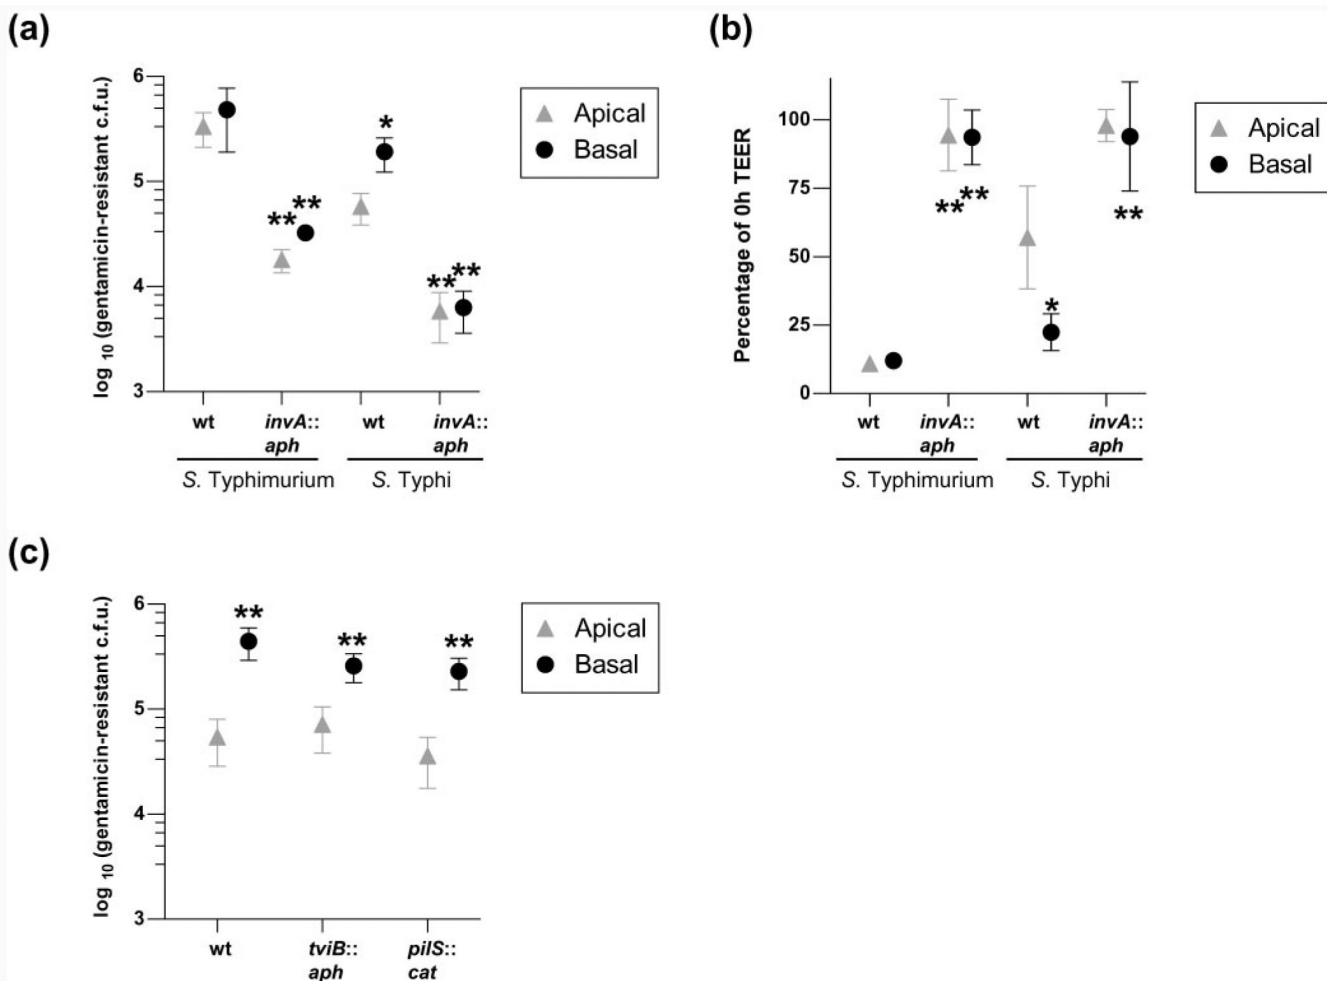 (a)
log 10 (gentamicin-resistant c.f.u.)
6
5
4
3
*
**
**
**
**
wt
invA::
aph
wt
invA::
aph
S. Typhimurium
S. Typhi
Apical
Basal
(b)
Percentage of 0h TEER
100
75
50
25
0
**
**
**
*
wt
invA::
aph
wt
invA::
aph
S. Typhimurium
S. Typhi
Apical
Basal
(c)
log 10 (gentamicin-resistant c.f.u.)
6
5
4
3
**
**
**
wt
tviB::
aph
pilS::
cat
Apical
Basal